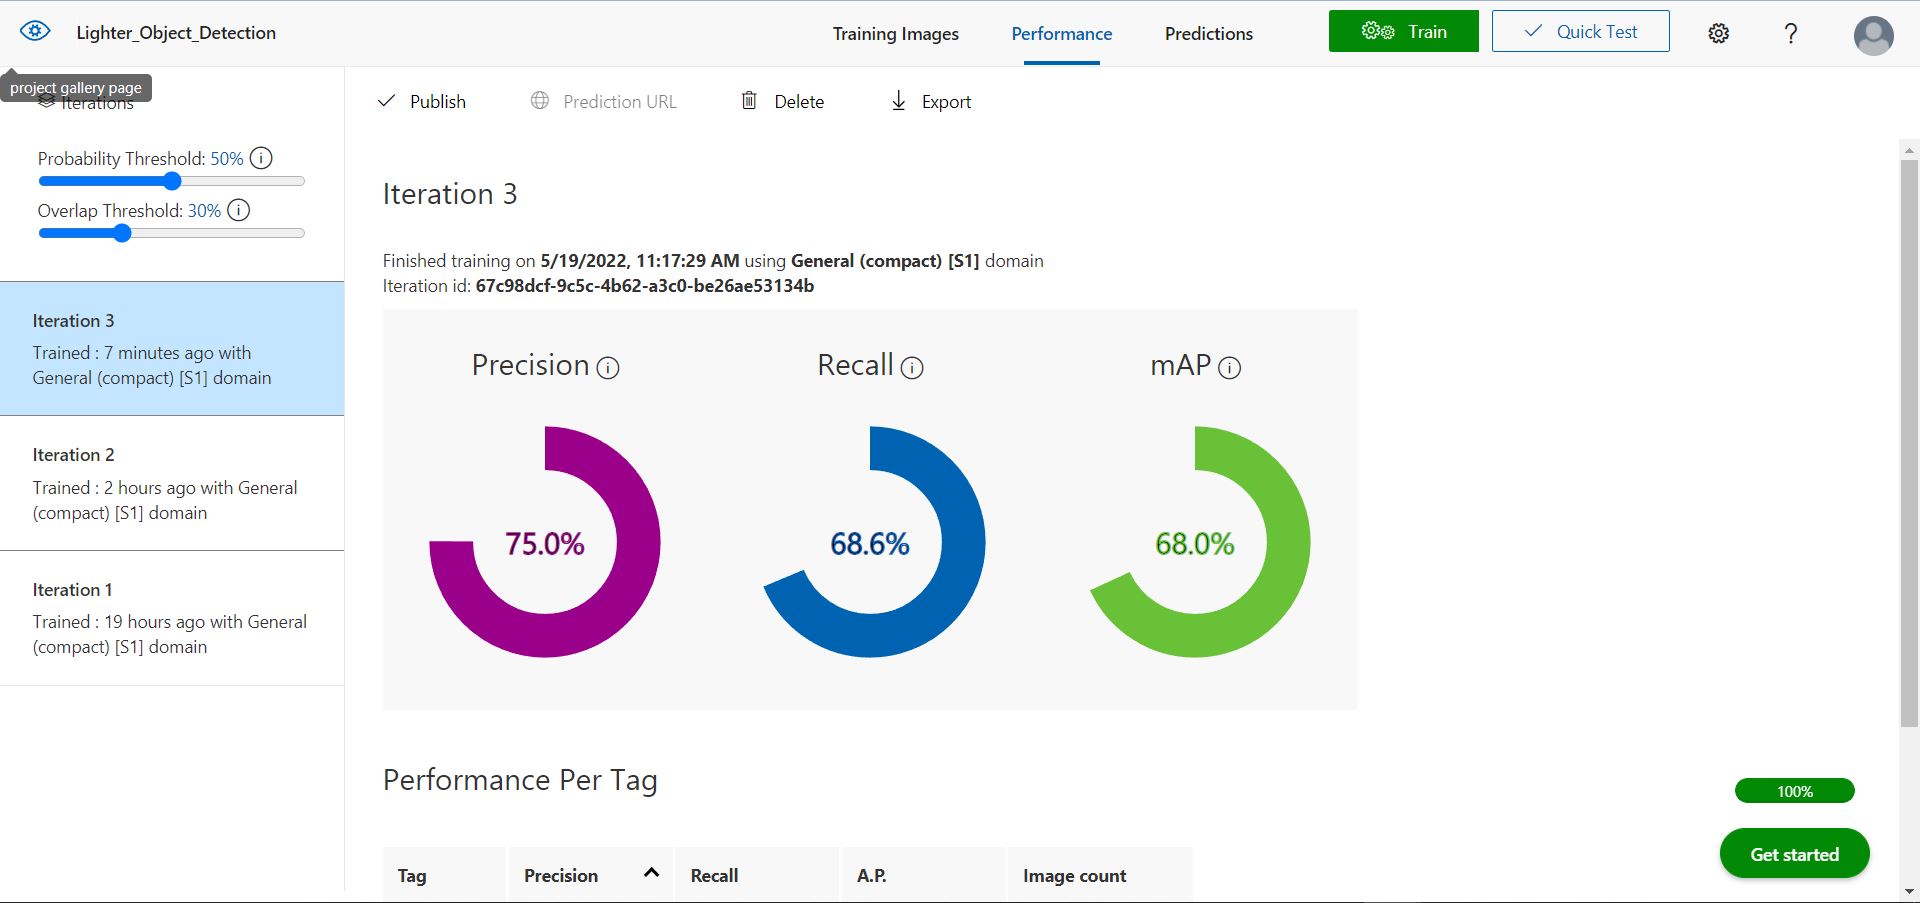 Lighter_Object_Detection
Training Images
Performance
Predictions
Train
Quick Test
?
project gallery page
Iterations
Publish
Prediction URL
Delete
Export
Probability Threshold: 50%
Overlap Threshold: 30%
Iteration 3
Trained : 7 minutes ago with
General (compact) [S1] domain
Iteration 2
Trained : 2 hours ago with General
(compact) [S1] domain
Iteration 1
Trained : 19 hours ago with General
(compact) [S1] domain
Iteration 3
Finished training on 5/19/2022, 11:17:29 AM using General (compact) [S1] domain
Iteration id: 67c98dcf-9c5c-4b62-a3c0-be26ae53134b
Precision
Recall
mAP
75.0%
68.6%
68.0%
Performance Per Tag
100%
Get started
Tag
Precision
Recall
A.P.
Image count